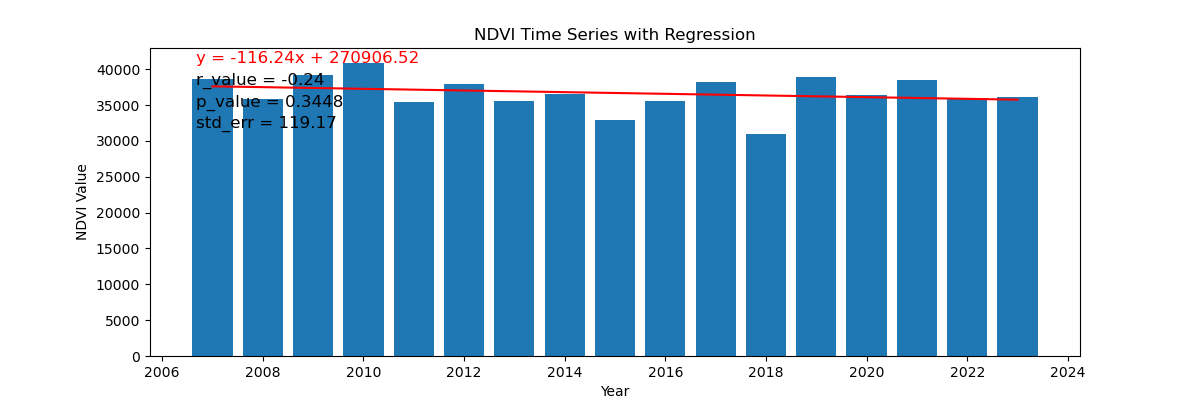 NDVI Time Series with Regression
y = -116.24x + 270906.52
r_value = -0.24
p_value = 0.3448
std_err = 119.17
40000
35000
30000
25000
20000
15000
10000
5000
0
NDVI Value
2006 2008 2010 2012 2014 2016 2018 2020 2022 2024
Year